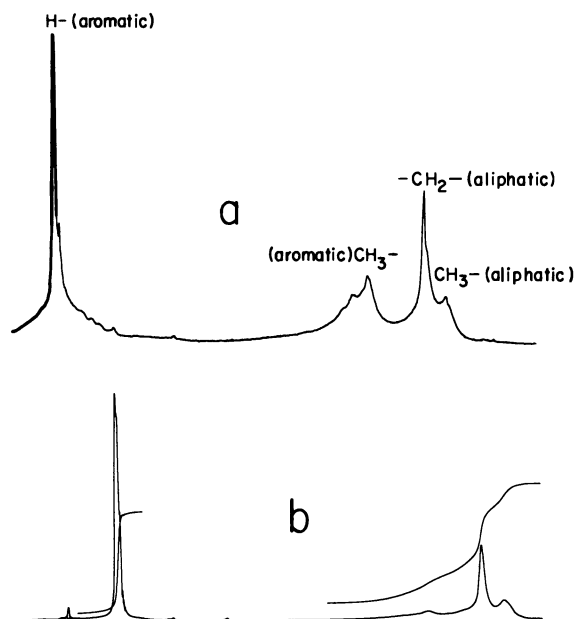 H-(aromatic)
-CH2-(aliphatic)
a
(aromatic)CH3-
CH3-(aliphatic)
b